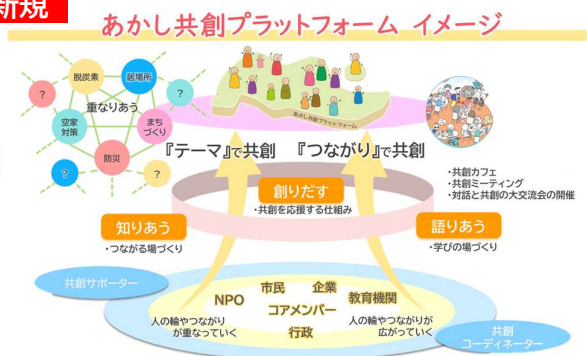 新規
あかし共創プラットフォーム イメージ
脱炭素
居場所
?
?
重なりあう
空家
対策
まち
づくり
防災
?
?
あかし共創プラットフォーム
『テーマ』で共創
『つながり』で共創
・共創カフェ
・共創ミーティング
・対話と共創の大交流会の開催
創りだす
・共創を応援する仕組み
知りあう
・つながる場づくり
語りあう
・学びの場づくり
共創サポーター
市民
企業
NPO
教育機関
コアメンバー
行政
人の輪やつながり
が重なっていく
人の輪やつながりが
広がっていく
共創
コーディネーター